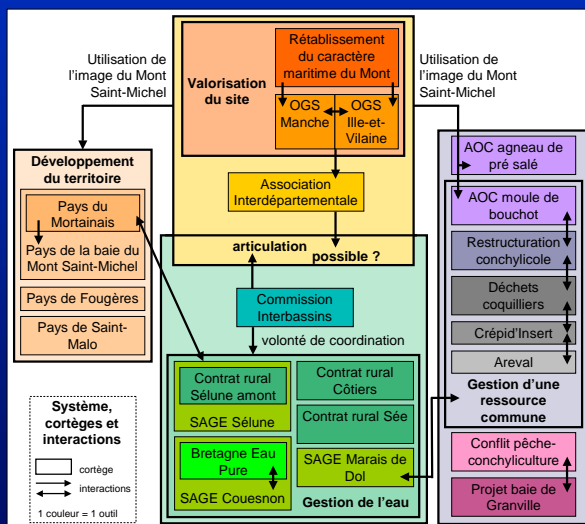 Utilisation de
l'image du Mont
Saint-Michel
Valorisation
du site
Rétablissement
du caractère
maritime du Mont
OGS
Manche
OGS
Ille-et-
Vilaine
Utilisation de
l'image du Mont
Saint-Michel
Association
Interdépartementale
articulation
possible ?
Développement
du territoire
Pays du
Mortainais
Pays de la baie du
Mont Saint-Michel
Pays de Fougères
Pays de Saint-
Malo
Commission
Interbassins
volonté de coordination
Contrat rural
Sélune amont
SAGE Sélune
Contrat rural
Côtiers
Contrat rural Sée
Bretagne Eau
Pure
SAGE Couesnon
SAGE Marais de
Dol
Gestion de l'eau
AOC agneau de
pré salé
AOC moule de
bouchot
Restructuration
conchylicole
Déchets
coquilliers
Crépid'Insert
Areval
Gestion d'une
ressource
commune
Conflit pêche-
conchyliculture
Projet baie de
Granville
Système,
cortèges et
interactions
cortège
interactions
1 couleur = 1 outil